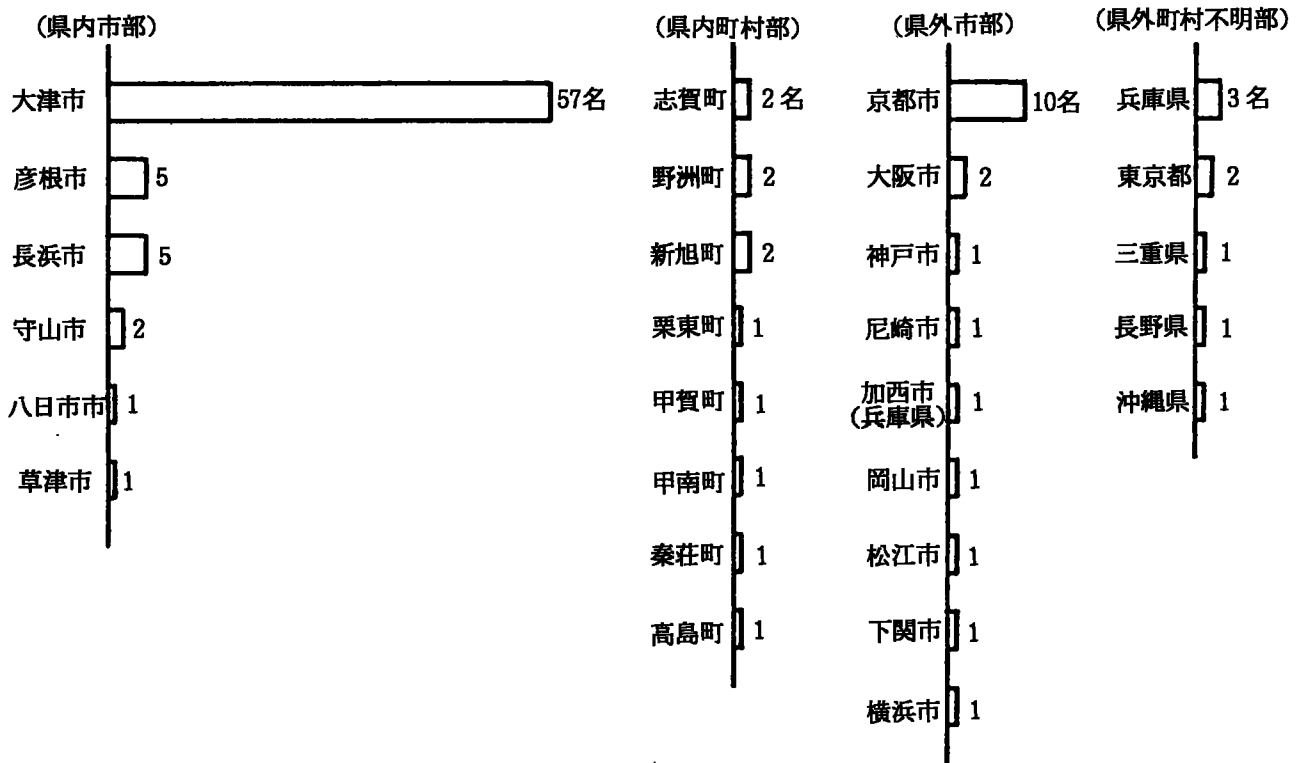 (県内市部)
大津市 57名
彦根市 5
長浜市 5
守山市 2
八日市市 1
草津市 1
(県内町村部)
志賀町 2名
野洲町 2
新旭町 2
栗東町 1
甲賀町 1
甲南町 1
秦荘町 1
高島町 1
(県外市部)
京都市 10名
大阪市 2
神戸市 1
尼崎市 1
加西市
(兵庫県) 1
岡山市 1
松江市 1
下関市 1
横浜市 1
(県外町村不明部)
兵庫県 3名
東京都 2
三重県 1
長野県 1
沖縄県 1